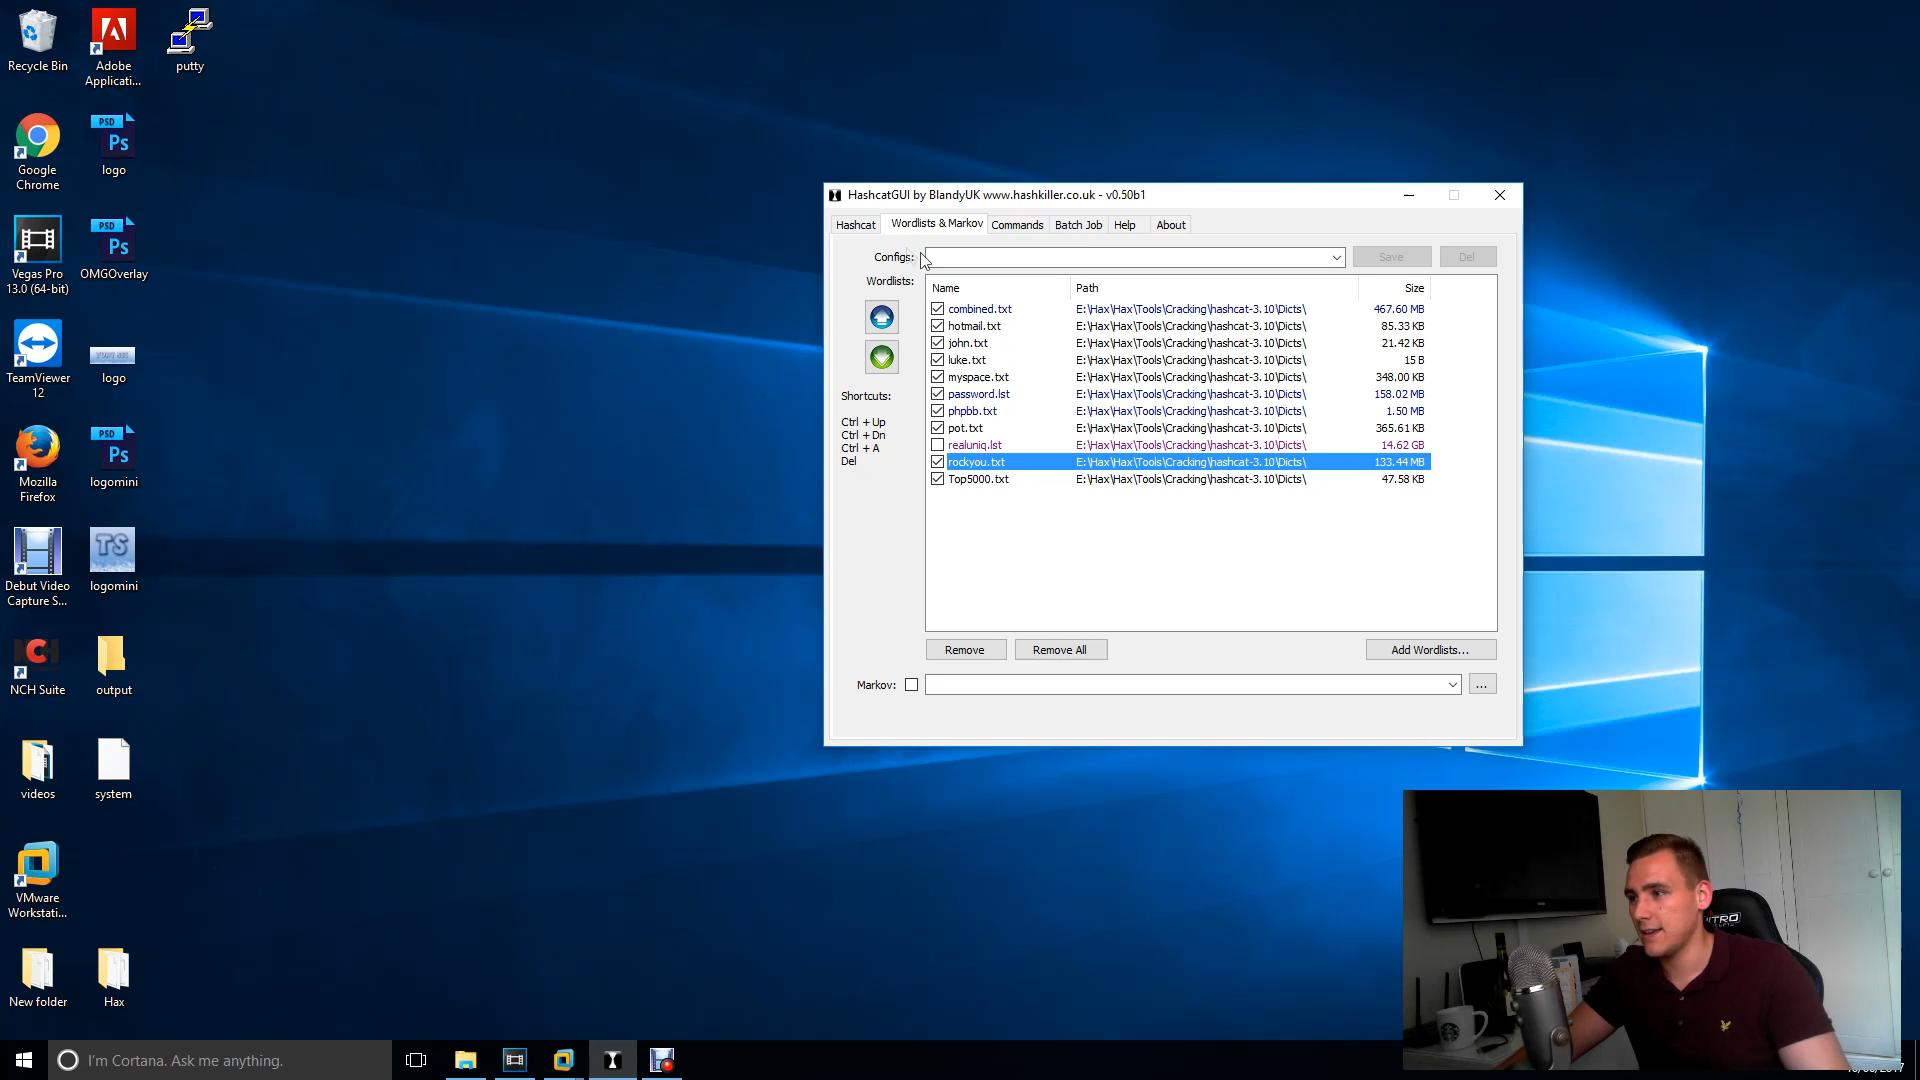 Recycle Bin
Adobe
Applicati...
putty
Google
Chrome
PSD
Ps
logo
Vegas Pro
13.0 (64-bit)
PSD
Ps
OMGOverlay
TeamViewer
12
logo
Mozilla
Firefox
PSD
Ps
logomini
Debut Video
Capture S...
TS
logomini
NCH Suite
output
videos
system
VMware
Workstati...
New folder
Hax
HashcatGUI by BlandyUK www.hashkiller.co.uk - v0.50b1
Hashcat
Wordlists & Markov
Commands
Batch Job
Help
About
Configs:
Save
Del
Wordlists:
Name Path Size
combined.txt E:\Hax\Hax\Tools\Cracking\hashcat-3.10\Dicts\ 467.60 MB
hotmail.txt E:\Hax\Hax\Tools\Cracking\hashcat-3.10\Dicts\ 85.33 KB
john.txt E:\Hax\Hax\Tools\Cracking\hashcat-3.10\Dicts\ 21.42 KB
luke.txt E:\Hax\Hax\Tools\Cracking\hashcat-3.10\Dicts\ 15 B
myspace.txt E:\Hax\Hax\Tools\Cracking\hashcat-3.10\Dicts\ 348.00 KB
password.lst E:\Hax\Hax\Tools\Cracking\hashcat-3.10\Dicts\ 158.02 MB
phpbb.txt E:\Hax\Hax\Tools\Cracking\hashcat-3.10\Dicts\ 1.50 MB
pot.txt E:\Hax\Hax\Tools\Cracking\hashcat-3.10\Dicts\ 365.61 KB
realuniq.lst E:\Hax\Hax\Tools\Cracking\hashcat-3.10\Dicts\ 14.62 GB
rockyou.txt E:\Hax\Hax\Tools\Cracking\hashcat-3.10\Dicts\ 133.44 MB
Top5000.txt E:\Hax\Hax\Tools\Cracking\hashcat-3.10\Dicts\ 47.58 KB
Shortcuts:
Ctrl + Up
Ctrl + Dn
Ctrl + A
Del
Remove
Remove All
Add Wordlists...
Markov:
...
I'm Cortana. Ask me anything.